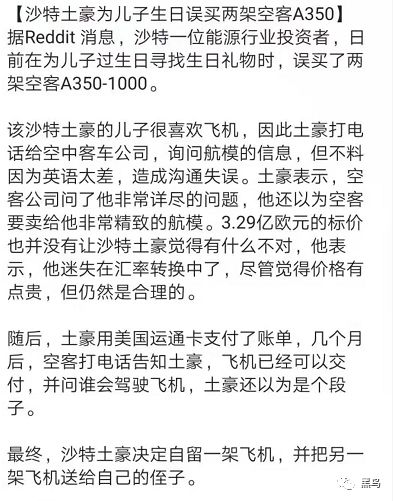 【沙特土豪为儿子生日误买两架空客A350】
据Reddit 消息，沙特一位能源行业投资者，日
前在为儿子过生日寻找生日礼物时，误买了两
架空客A350-1000。
该沙特土豪的儿子很喜欢飞机，因此土豪打电
话给空中客车公司，询问航模的信息，但不料
因为英语太差，造成沟通失误。土豪表示，空
客公司问了他非常详尽的问题，他还以为空客
要卖给他非常精致的航模。3.29亿欧元的标价
也并没有让沙特土豪觉得有什么不对，他表
示，他迷失在汇率转换中了，尽管觉得价格有
点贵，但仍然是合理的。
随后，土豪用美国运通卡支付了账单，几个月
后，空客打电话告知土豪，飞机已经可以交
付，并问谁会驾驶飞机，土豪还以为是个段
子。
最终，沙特土豪决定自留一架飞机，并把另一
架飞机送给自己的侄子。
黑鸟